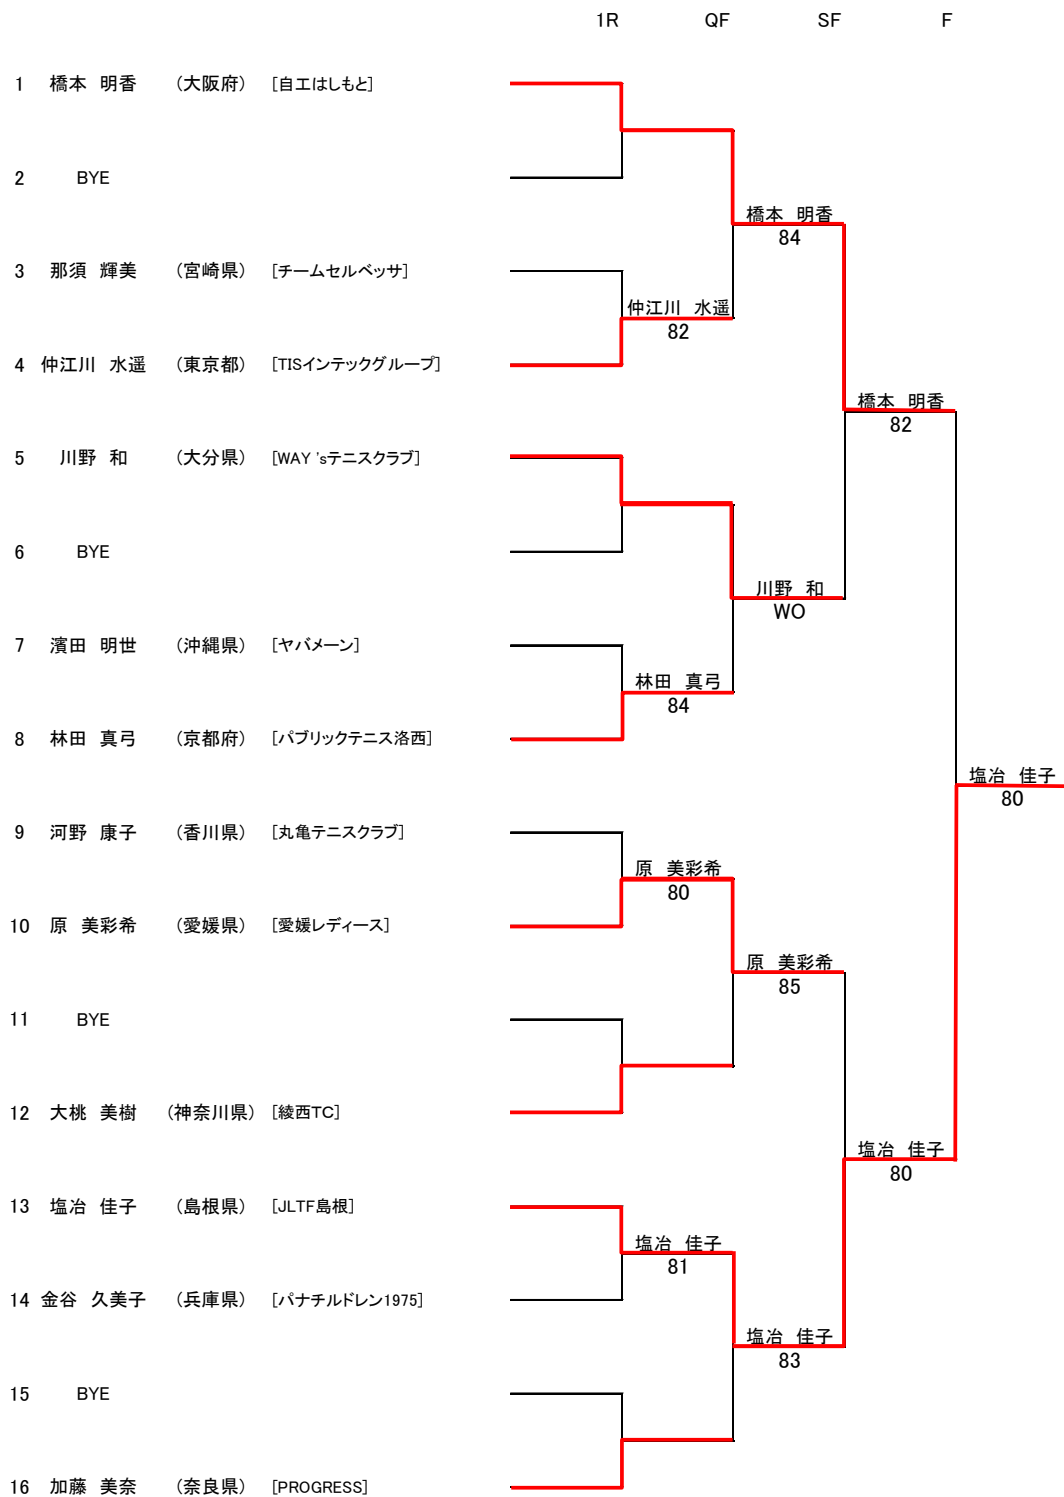 1R QF SF F
1 橋本 明香 (大阪府) [自工はしもと]
2 BYE
橋本 明香
84
3 那須 輝美 (宮崎県) [チームセルベッサ]
仲江川 水遥
82
4 仲江川 水遥 (東京都) [TISインテックグループ]
橋本 明香
82
5 川野 和 (大分県) [WAY 'sテニスクラブ]
6 BYE
川野 和
WO
7 濱田 明世 (沖縄県) [ヤバメーン]
林田 真弓
84
8 林田 真弓 (京都府) [パブリックテニス洛西]
塩冶 佳子
80
9 河野 康子 (香川県) [丸亀テニスクラブ]
原 美彩希
80
10 原 美彩希 (愛媛県) [愛媛レディース]
原 美彩希
85
11 BYE
12 大桃 美樹 (神奈川県) [綾西TC]
塩冶 佳子
80
13 塩冶 佳子 (島根県) [JLTF島根]
塩冶 佳子
81
14 金谷 久美子 (兵庫県) [パナチルドレン1975]
塩冶 佳子
83
15 BYE
16 加藤 美奈 (奈良県) [PROGRESS]